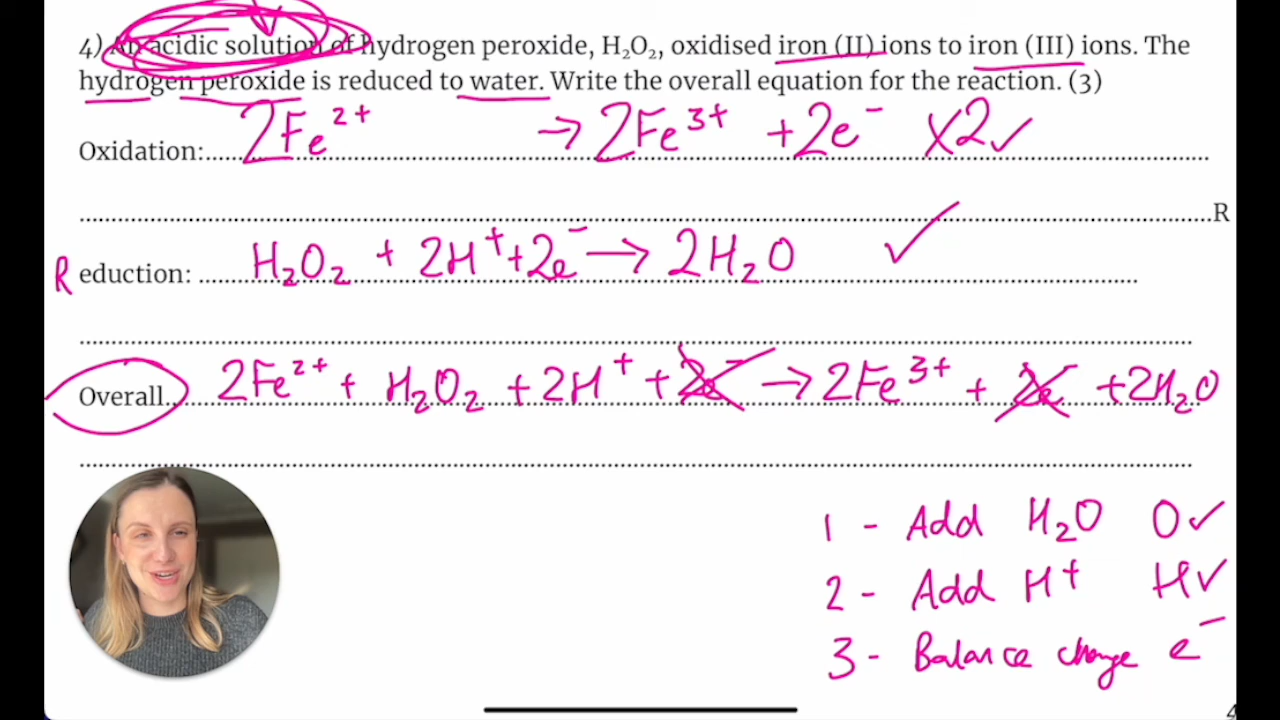 4) An acidic solution of hydrogen peroxide, H₂O₂, oxidised iron (II) ions to iron (III) ions. The
hydrogen peroxide is reduced to water. Write the overall equation for the reaction. (3)
Oxidation:.......... 2Fe²⁺ → 2Fe³⁺ + 2e⁻ X2✓
..........R
R eduction: .......... H₂O₂ + 2H⁺ + 2e⁻ → 2H₂O ✓
Overall.......... 2Fe²⁺ + H₂O₂ + 2H⁺ + 2e⁻ → 2Fe³⁺ + 2e + 2H₂O
1 - Add H₂O O✓
2 - Add H⁺ H✓
3 - Balance change e⁻
4